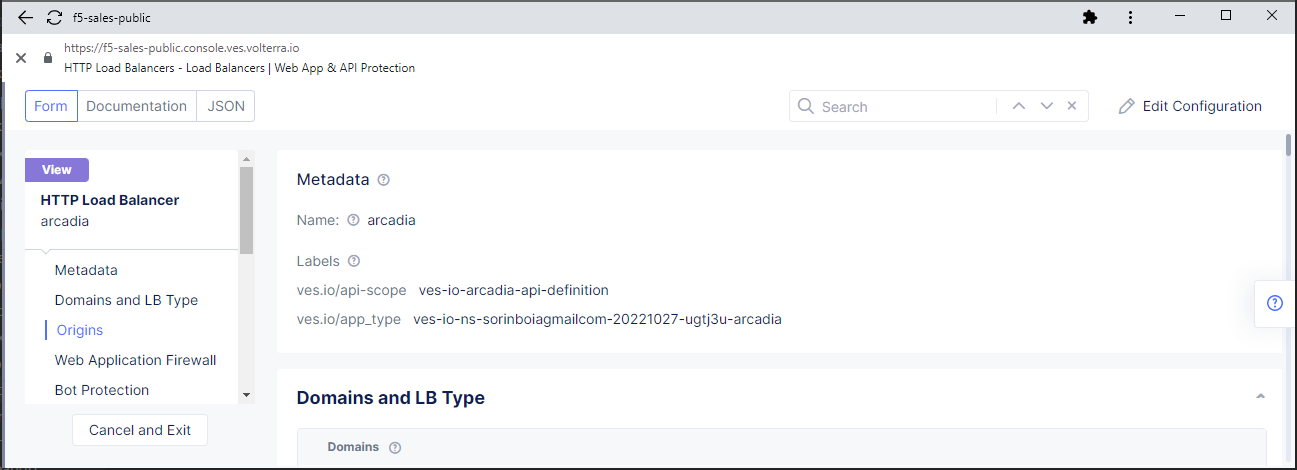 f5-sales-public
https://f5-sales-public.console.ves.volterra.io
HTTP Load Balancers - Load Balancers | Web App & API Protection
Form Documentation JSON
Search
Edit Configuration
View
HTTP Load Balancer
arcadia
Metadata
Domains and LB Type
Origins
Web Application Firewall
Bot Protection
Cancel and Exit
Metadata
Name: arcadia
Labels
ves.io/api-scope ves-io-arcadia-api-definition
ves.io/app_type ves-io-ns-sorinboiagmailcom-20221027-ugtj3u-arcadia
Domains and LB Type
Domains